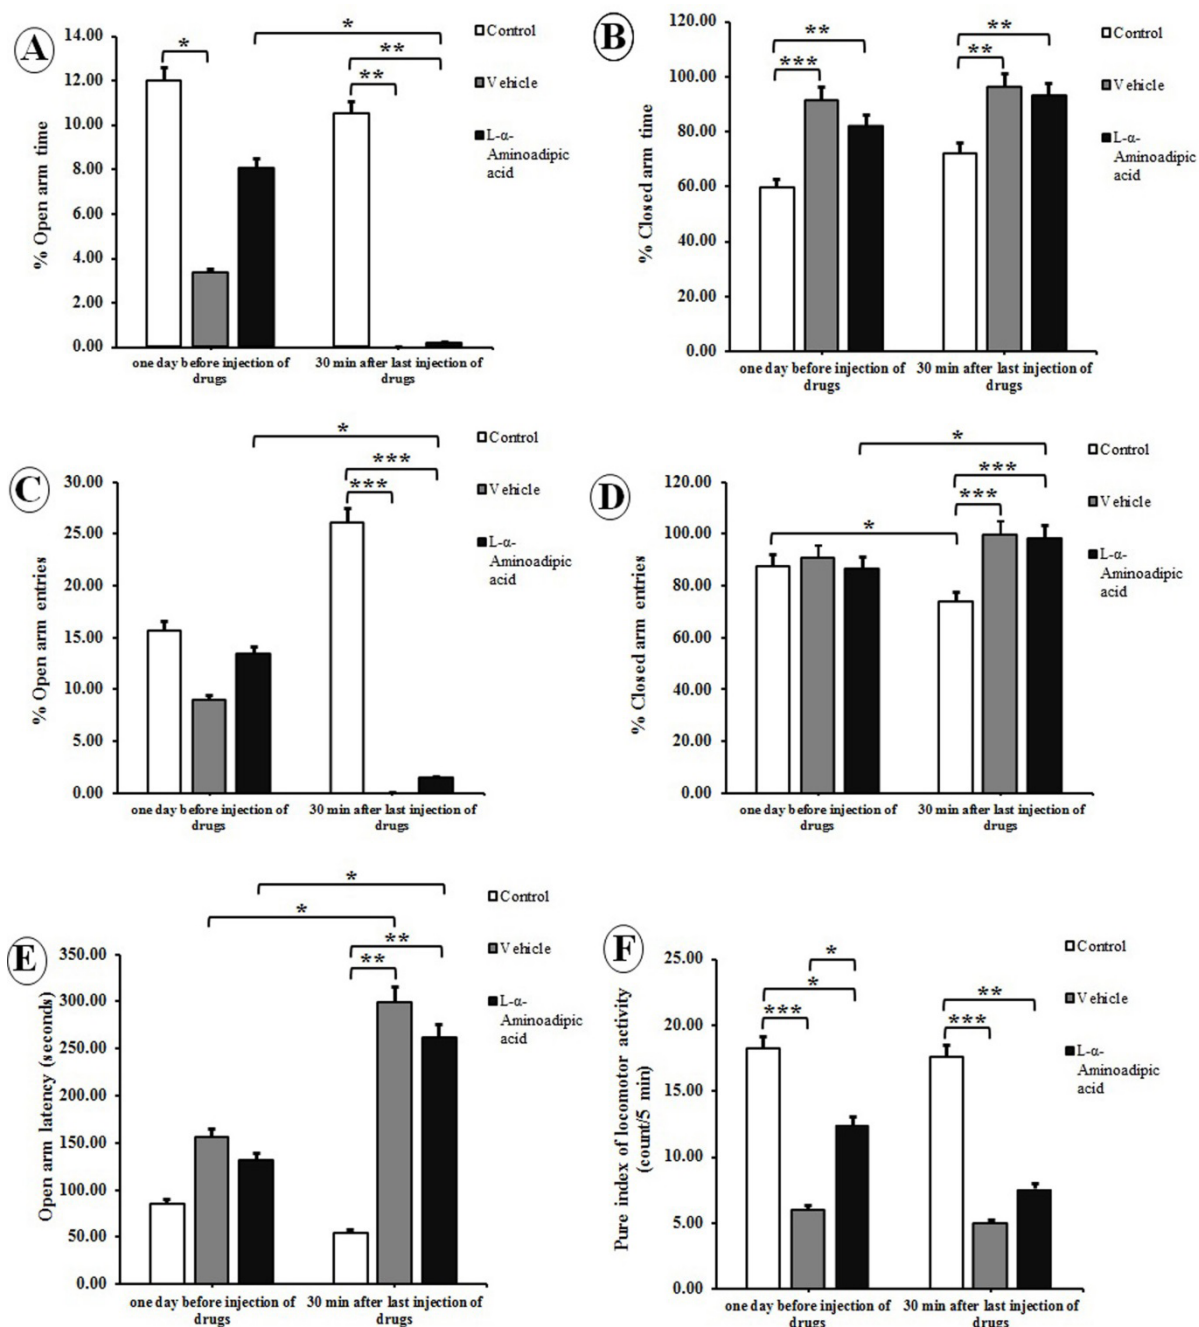 A
% Open arm time
14.00
12.00
10.00
8.00
6.00
4.00
2.00
0.00
*
*
**
**
one day before injection of
drugs
30 min after last injection of
drugs
Control
Vehicle
L-α-
Aminoadipic
acid
B
% Closed arm time
120.00
100.00
80.00
60.00
40.00
20.00
0.00
**
***
**
**
one day before injection of
drugs
30 min after last injection of
drugs
Control
Vehicle
L-α-
Aminoadipic
acid
C
% Open arm entries
30.00
25.00
20.00
15.00
10.00
5.00
0.00
*
***
***
one day before injection of
drugs
30 min after last injection of
drugs
Control
Vehicle
L-α-
Aminoadipic
acid
D
% Closed arm entries
120.00
100.00
80.00
60.00
40.00
20.00
0.00
*
***
***
*
one day before injection of
drugs
30 min after last injection of
drugs
Control
Vehicle
L-α-
Aminoadipic
acid
E
Open arm latency (seconds)
350.00
300.00
250.00
200.00
150.00
100.00
50.00
0.00
*
*
**
**
one day before injection of
drugs
30 min after last injection of
drugs
Control
Vehicle
L-α-
Aminoadipic
acid
F
Pure index of locomotor activity
(count/5 min)
25.00
20.00
15.00
10.00
5.00
0.00
*
*
***
**
***
one day before injection of
drugs
30 min after last injection of
drugs
Control
Vehicle
L-α-
Aminoadipic
acid